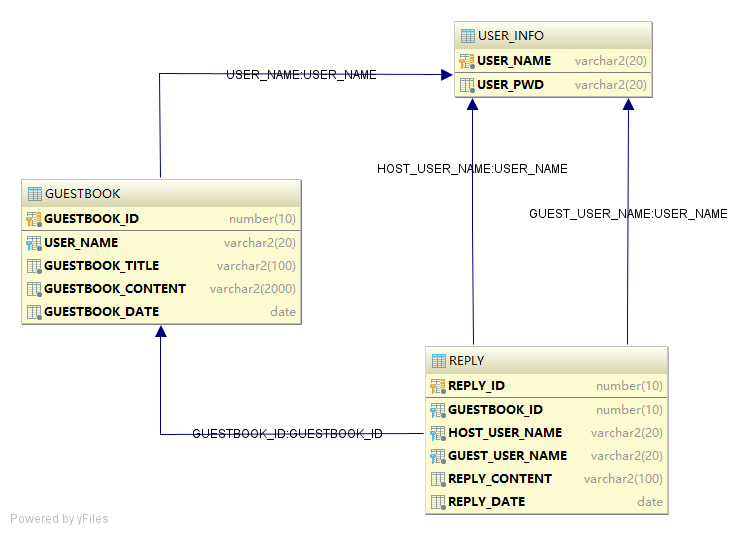 USER_INFO
USER_NAME varchar2(20)
USER_PWD varchar2(20)
USER_NAME:USER_NAME
HOST_USER_NAME:USER_NAME
GUEST_USER_NAME:USER_NAME
GUESTBOOK
GUESTBOOK_ID number(10)
USER_NAME varchar2(20)
GUESTBOOK_TITLE varchar2(100)
GUESTBOOK_CONTENT varchar2(2000)
GUESTBOOK_DATE date
GUESTBOOK_ID:GUESTBOOK_ID
REPLY
REPLY_ID number(10)
GUESTBOOK_ID number(10)
HOST_USER_NAME varchar2(20)
GUEST_USER_NAME varchar2(20)
REPLY_CONTENT varchar2(100)
REPLY_DATE date
Powered by yFiles